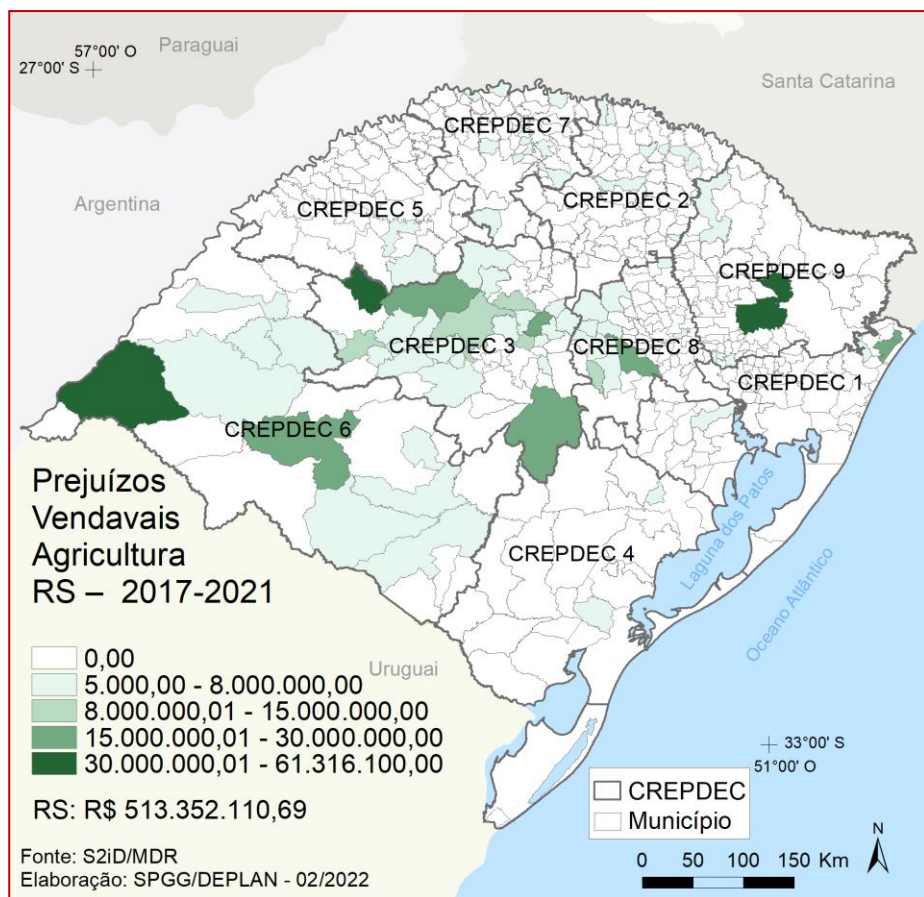 Paraguai
57°00' O
27°00' S
Santa Catarina
CREPDEC 7
Argentina
CREPDEC 5
CREPDEC 2
CREPDEC 9
CREPDEC 3
CREPDEC 8
CREPDEC 1
CREPDEC 6
Prejuízos
Vendavais
Agricultura
RS – 2017-2021
CREPDEC 4
Laguna dos Patos
Oceano Atlântico
Uruguai
0,00
5.000,00 - 8.000.000,00
8.000.000,01 - 15.000.000,00
15.000.000,01 - 30.000.000,00
30.000.000,01 - 61.316.100,00
33°00' S
51°00' O
RS: R$ 513.352.110,69
CREPDEC
Município
Fonte: S2iD/MDR
Elaboração: SPGG/DEPLAN - 02/2022
N
0 50 100 150 Km